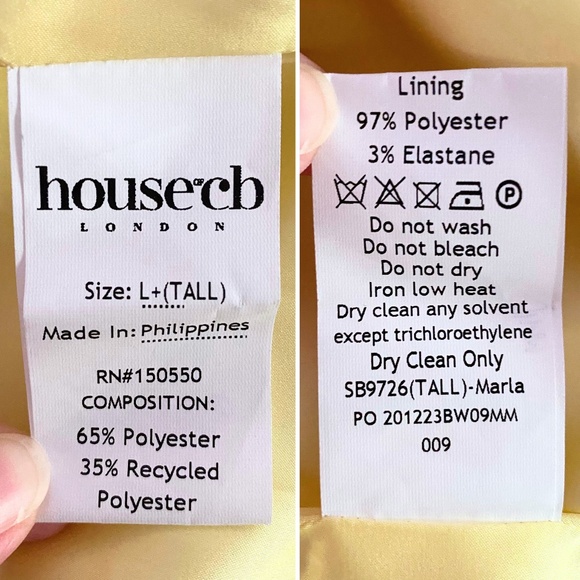 house of cb
LONDON
Size: L+(TALL)
Made In: Philippines
RN#150550
COMPOSITION:
65% Polyester
35% Recycled
Polyester
Lining
97% Polyester
3% Elastane
P
Do not wash
Do not bleach
Do not dry
Iron low heat
Dry clean any solvent
except trichloroethylene
Dry Clean Only
SB9726(TALL)-Marla
PO 201223BW09MM
009